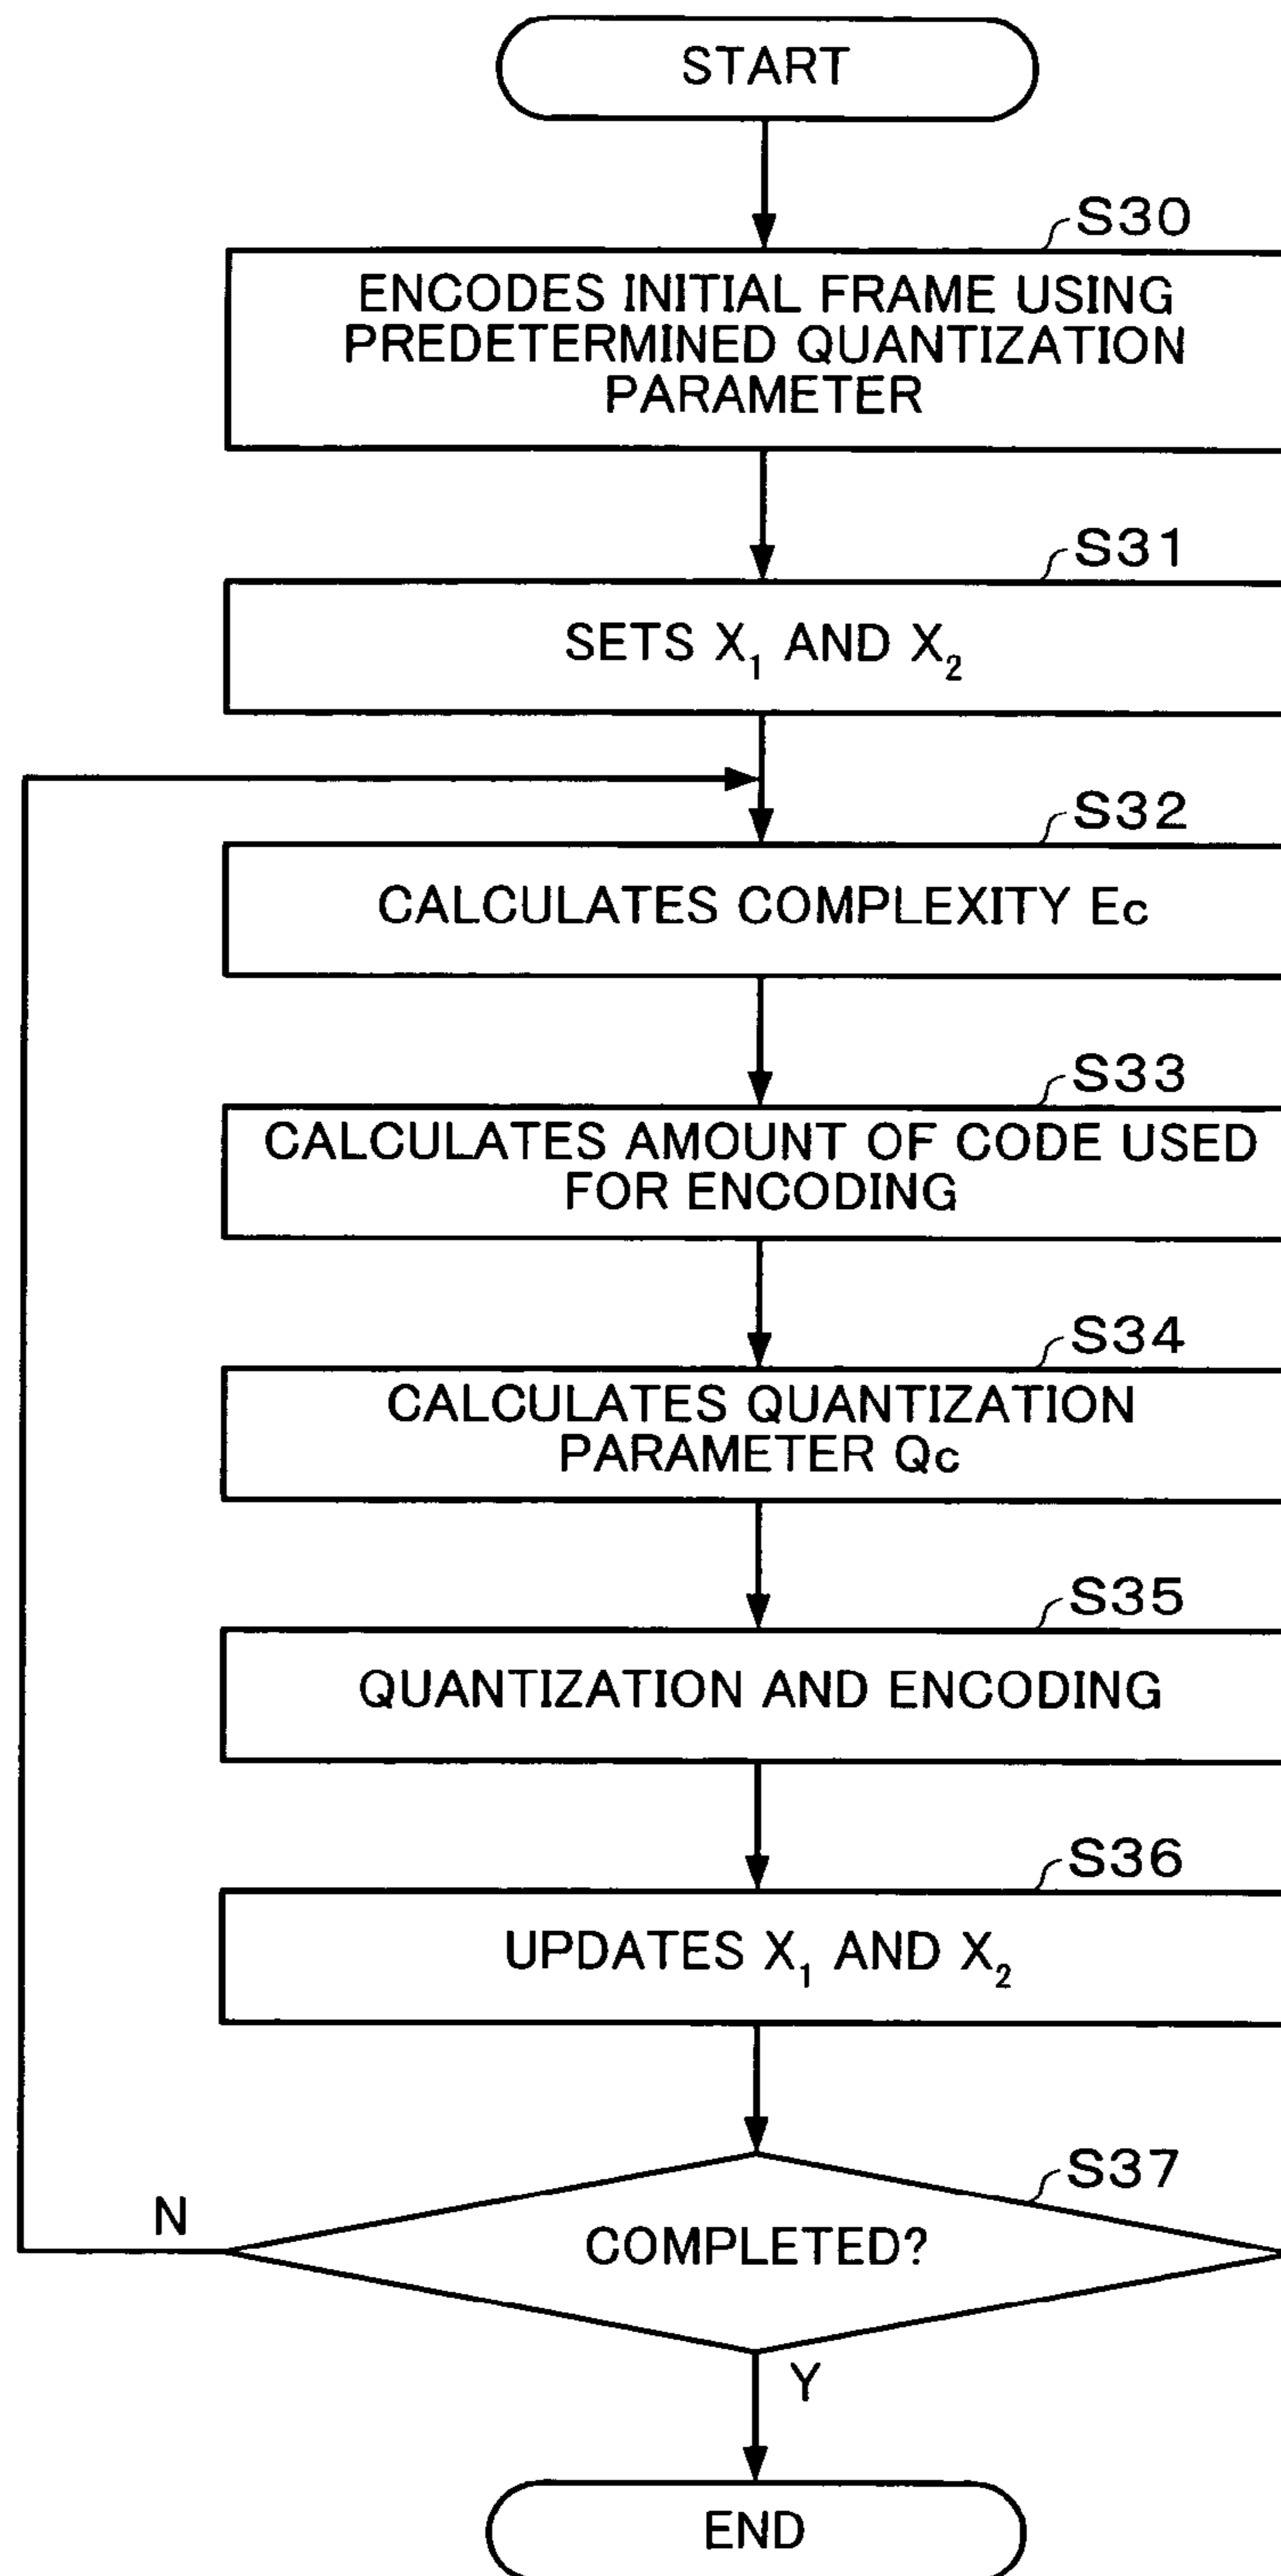 START
S30
ENCODES INITIAL FRAME USING
PREDETERMINED QUANTIZATION
PARAMETER
S31
SETS X₁ AND X₂
S32
CALCULATES COMPLEXITY Ec
S33
CALCULATES AMOUNT OF CODE USED
FOR ENCODING
S34
CALCULATES QUANTIZATION
PARAMETER Qc
S35
QUANTIZATION AND ENCODING
S36
UPDATES X₁ AND X₂
S37
N
COMPLETED?
Y
END